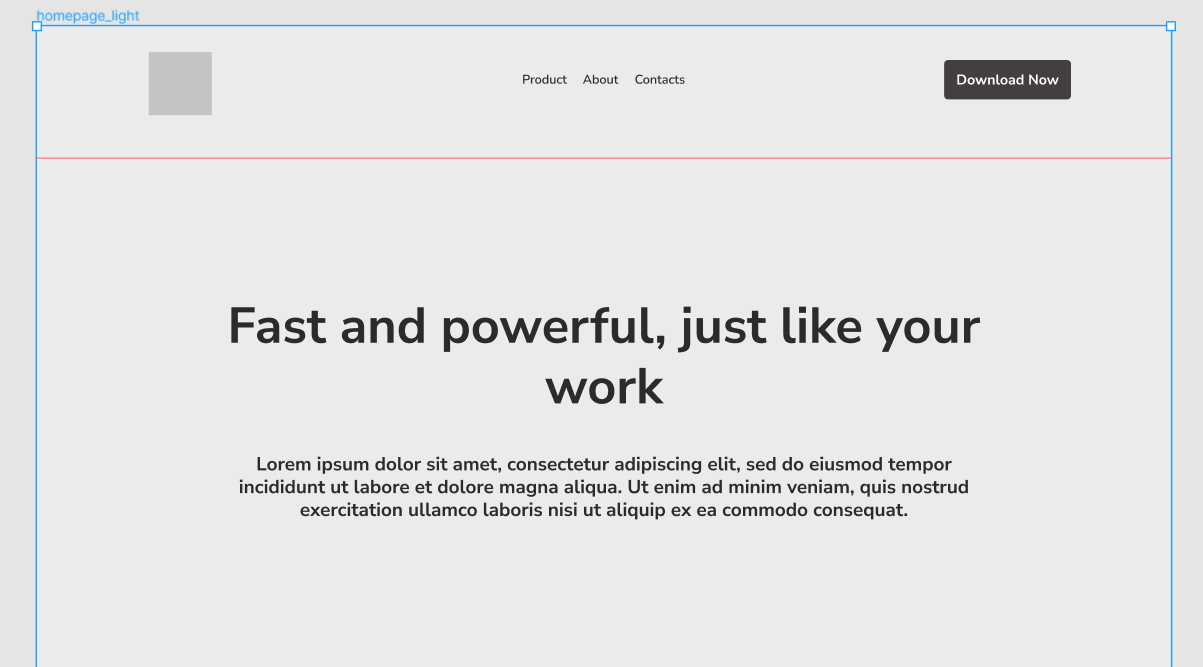 homepage_light
Product About Contacts
Download Now
Fast and powerful, just like your
work
Lorem ipsum dolor sit amet, consectetur adipiscing elit, sed do eiusmod tempor
incididunt ut labore et dolore magna aliqua. Ut enim ad minim veniam, quis nostrud
exercitation ullamco laboris nisi ut aliquip ex ea commodo consequat.